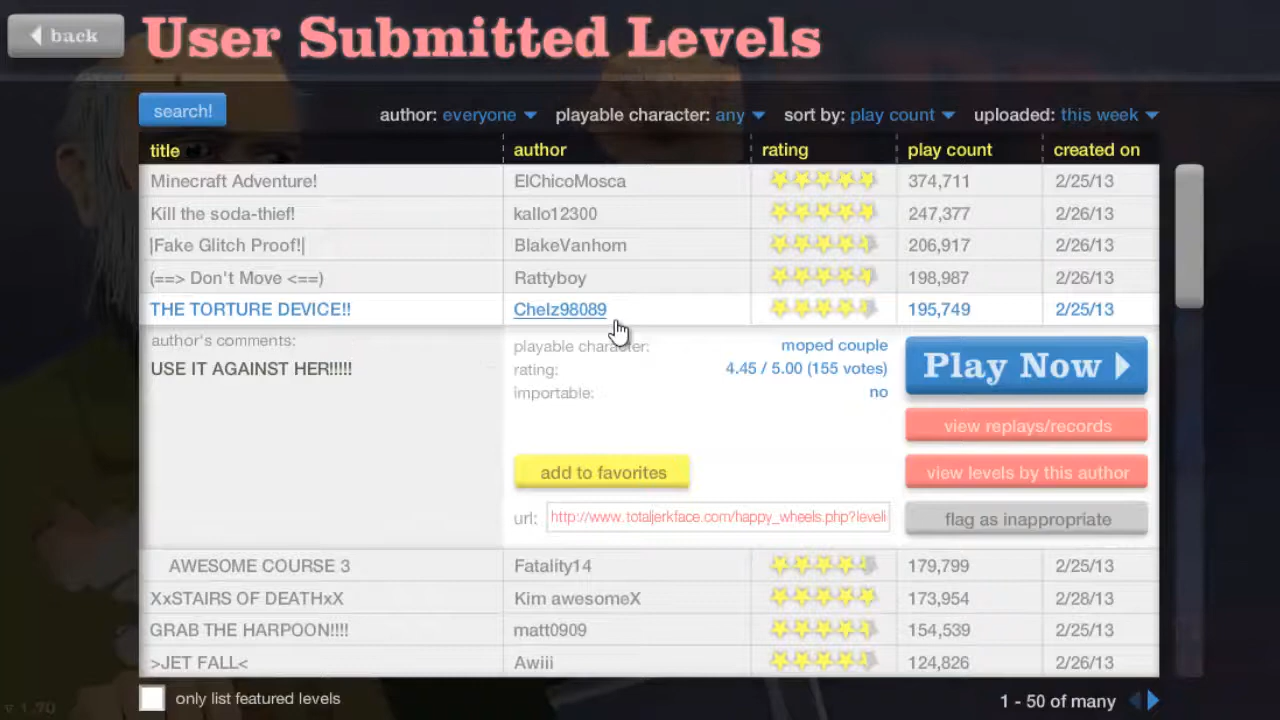 back
User Submitted Levels
search!
author: everyone playable character: any sort by: play count uploaded: this week
title author rating play count created on
Minecraft Adventure! ElChicoMosca 374,711 2/25/13
Kill the soda-thief! kallo12300 247,377 2/26/13
|Fake Glitch Proof!| BlakeVanhorn 206,917 2/26/13
(==> Don't Move <==) Rattyboy 198,987 2/26/13
THE TORTURE DEVICE!! Chelz98089 195,749 2/25/13
author's comments:
USE IT AGAINST HER!!!!!
playable character: moped couple
rating: 4.45 / 5.00 (155 votes)
importable: no
add to favorites
url: http://www.totaljerkface.com/happy_wheels.php?leveli
Play Now
view replays/records
view levels by this author
flag as inappropriate
AWESOME COURSE 3 Fatality14 179,799 2/25/13
XxSTAIRS OF DEATHxX Kim awesomeX 173,954 2/28/13
GRAB THE HARPOON!!!! matt0909 154,539 2/25/13
>JET FALL< Awiii 124,826 2/26/13
only list featured levels
1 - 50 of many
v 1.70